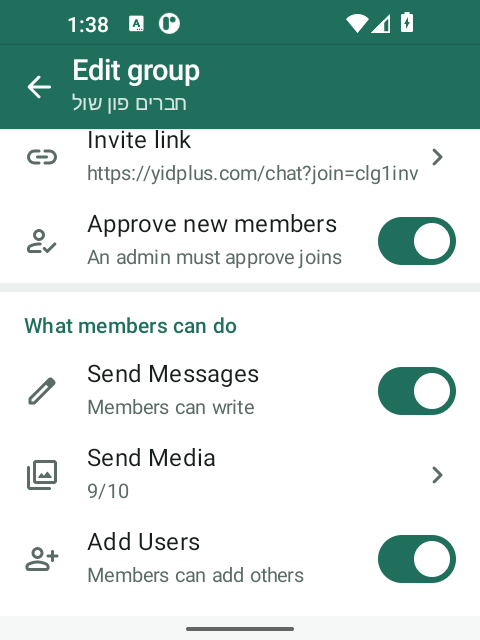 1:38
Edit group
חברים פון שול
Invite link
https://yidplus.com/chat?join=clg1inv
Approve new members
An admin must approve joins
What members can do
Send Messages
Members can write
Send Media
9/10
Add Users
Members can add others